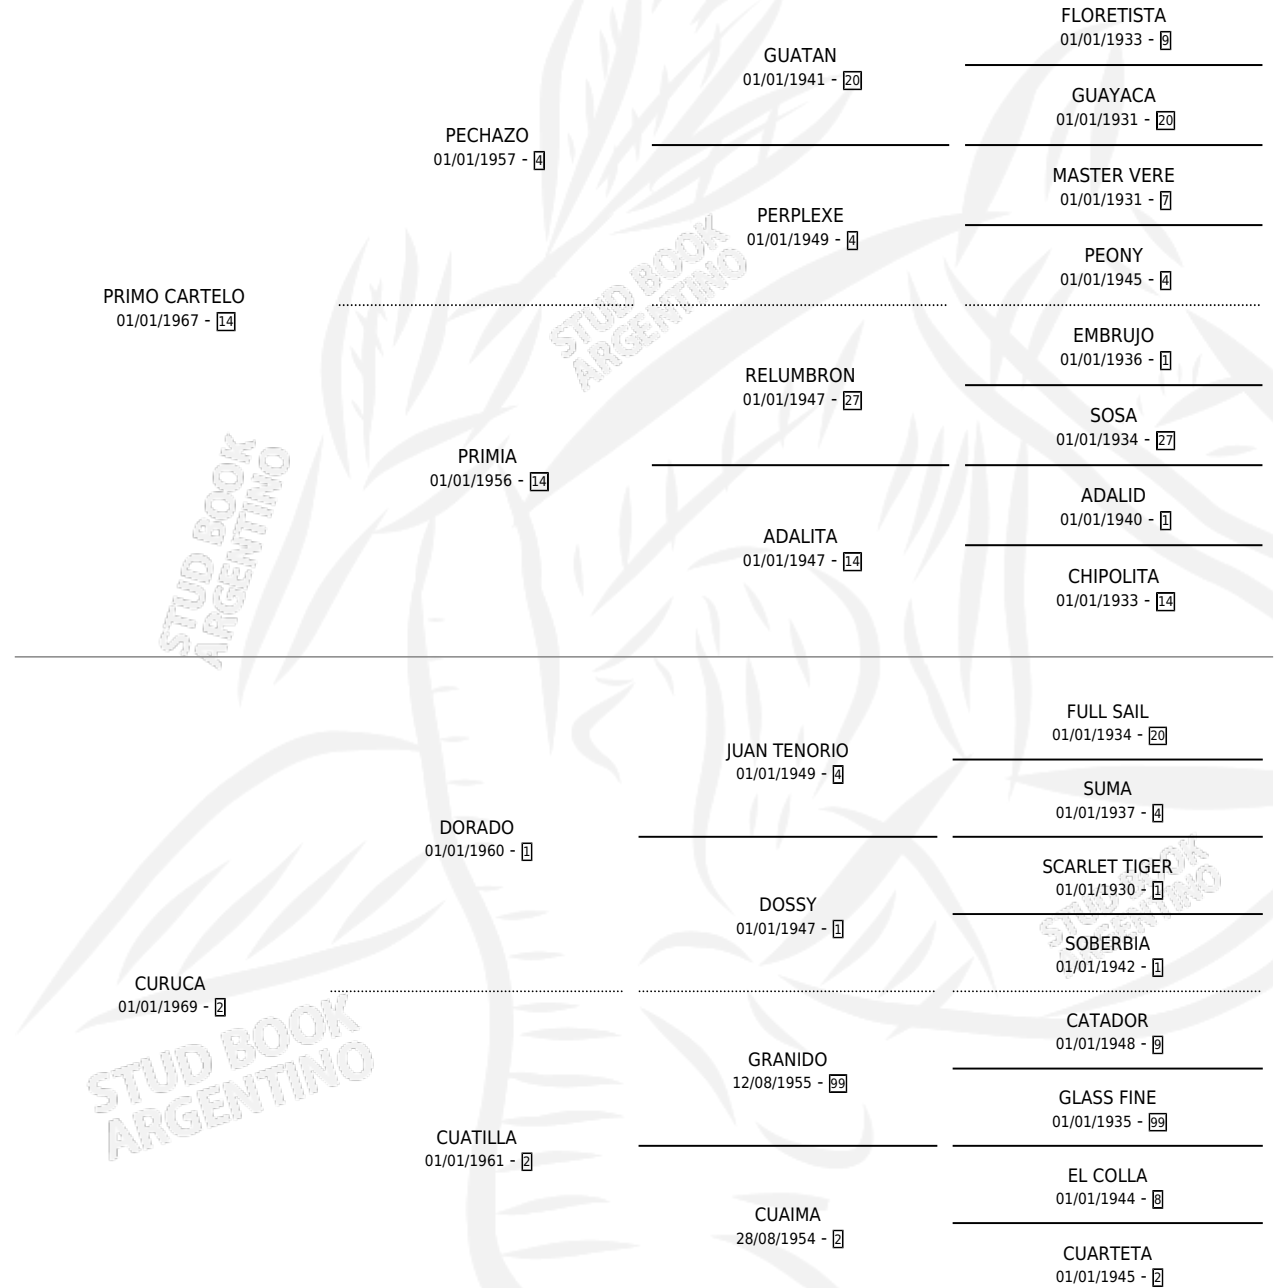 FLORETISTA
01/01/1933 - 9
GUATAN
01/01/1941 - 20
GUAYACA
01/01/1931 - 20
PECHAZO
01/01/1957 - 4
MASTER VERE
01/01/1931 - 7
PERPLEXE
01/01/1949 - 4
PEONY
01/01/1945 - 4
PRIMO CARTELO
01/01/1967 - 14
EMBRUJO
01/01/1936 - 1
RELUMBRON
01/01/1947 - 27
SOSA
01/01/1934 - 27
PRIMIA
01/01/1956 - 14
ADALID
01/01/1940 - 1
ADALITA
01/01/1947 - 14
CHIPOLITA
01/01/1933 - 14
STUD BOOK
ARGENTINO
STUD BOOK
ARGENTINO
FULL SAIL
01/01/1934 - 20
JUAN TENORIO
01/01/1949 - 4
SUMA
01/01/1937 - 4
DORADO
01/01/1960 - 1
SCARLET TIGER
01/01/1930 - 1
DOSSY
01/01/1947 - 1
SOBERBIA
01/01/1942 - 1
CURUCA
01/01/1969 - 2
CATADOR
01/01/1948 - 9
GRANIDO
12/08/1955 - 99
GLASS FINE
01/01/1935 - 99
CUATILLA
01/01/1961 - 2
EL COLLA
01/01/1944 - 8
CUAIMA
28/08/1954 - 2
CUARTETA
01/01/1945 - 2
STUD BOOK
ARGENTINO
STUD BOOK
ARGENTINO